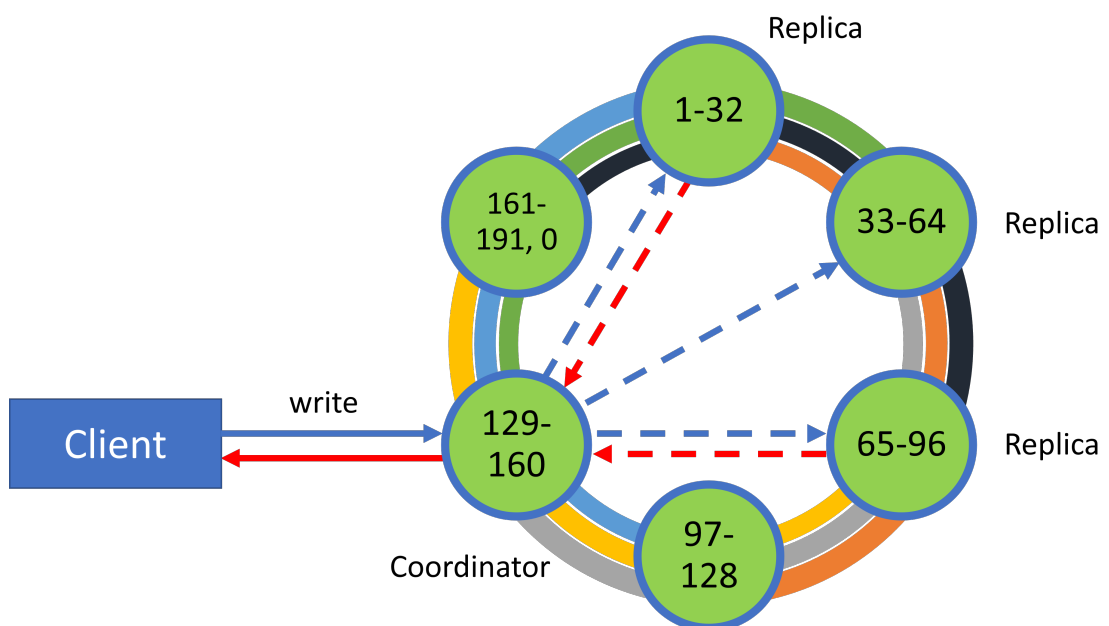 Replica
1-32
161-
191, 0
33-64
Replica
write
Client
129-
160
65-96
Replica
97-
128
Coordinator